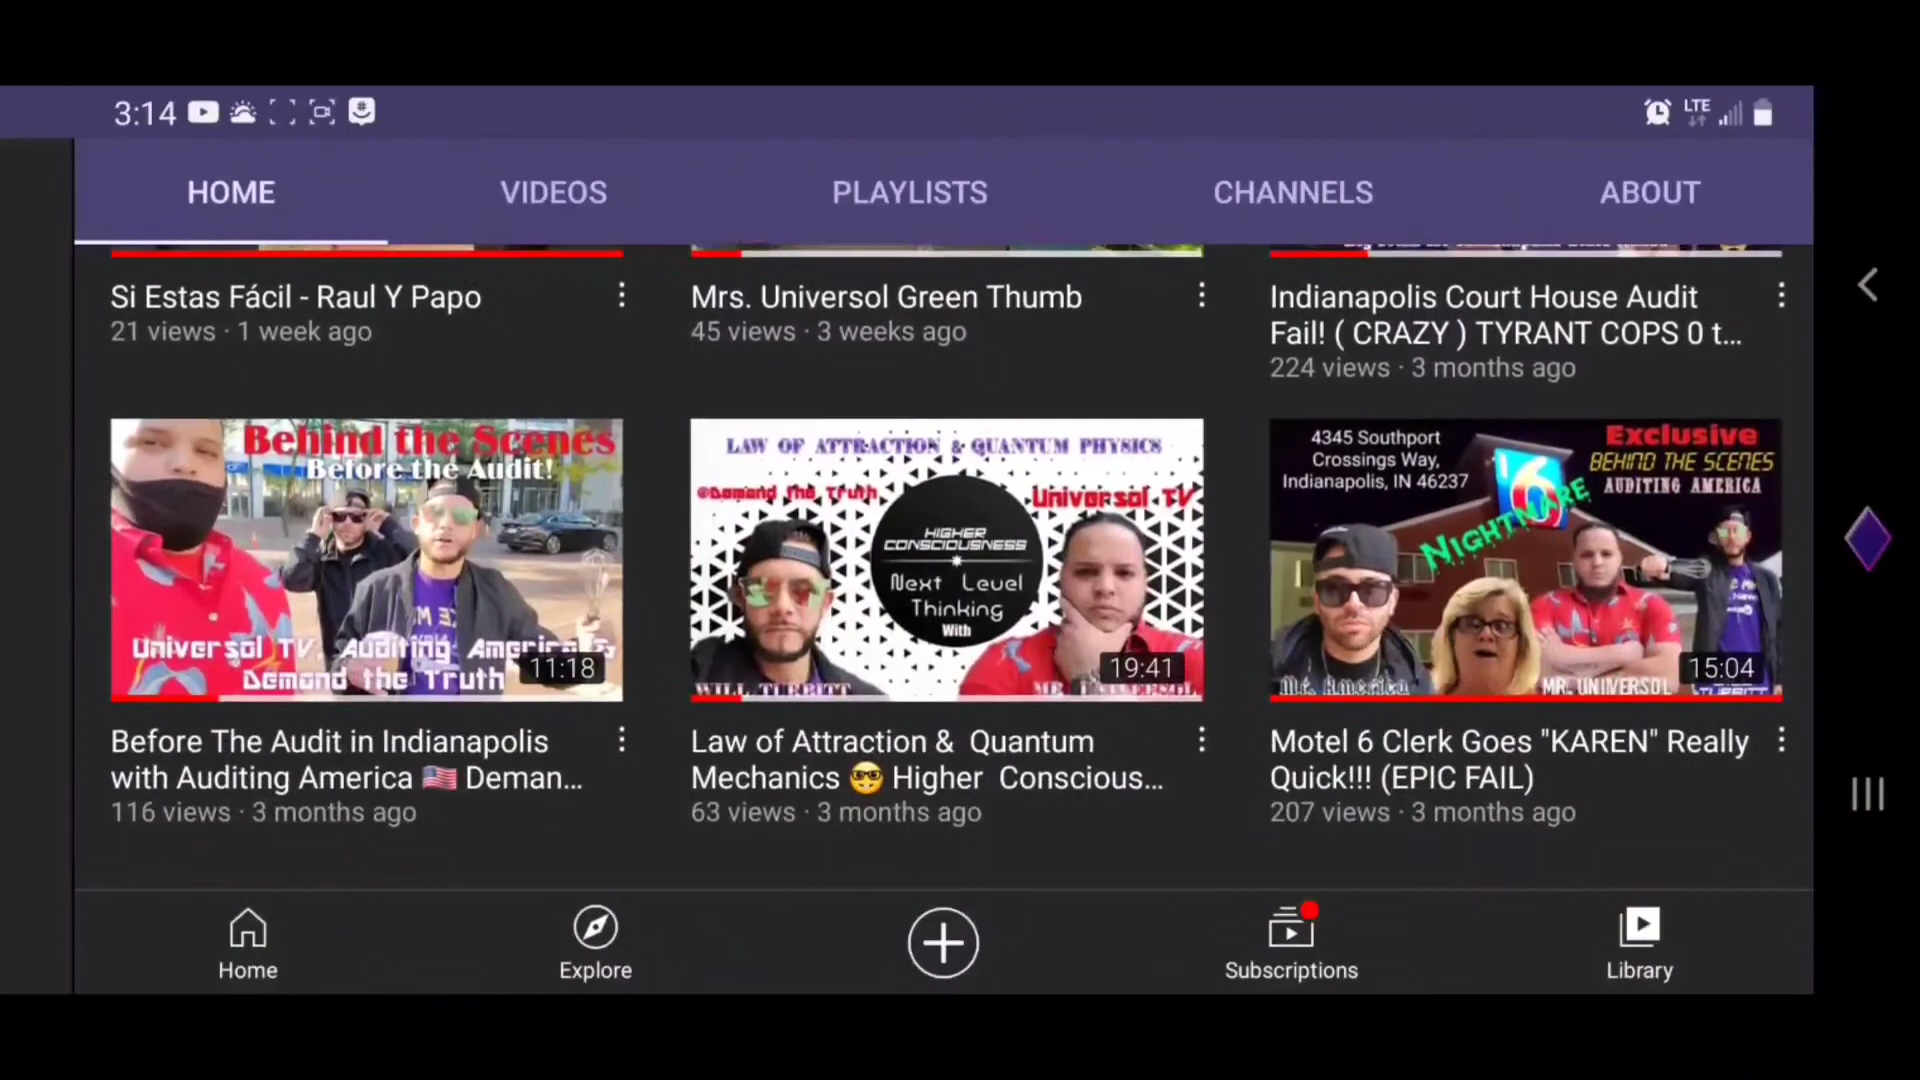 3:14
LTE
HOME VIDEOS PLAYLISTS CHANNELS ABOUT
Si Estas Fácil - Raul Y Papo
21 views · 1 week ago
Mrs. Universol Green Thumb
45 views · 3 weeks ago
Indianapolis Court House Audit
Fail! ( CRAZY ) TYRANT COPS 0 t...
224 views · 3 months ago
Behind the Scenes
Before the Audit!
Universol TV, Auditing America &
Demand the Truth
11:18
LAW OF ATTRACTION & QUANTUM PHYSICS
@Demand The Truth
Universol TV
HIGHER
CONSCIOUSNESS
Next Level
Thinking
With
WILL TIPPITT
MR. UNIVERSOL
19:41
4345 Southport
Crossings Way,
Indianapolis, IN 46237
6
NIGHTMARE
Exclusive
BEHIND THE SCENES
AUDITING AMERICA
Mr. America
MR. UNIVERSOL
15:04
Before The Audit in Indianapolis
with Auditing America 🇺🇸 Deman...
116 views · 3 months ago
Law of Attraction & Quantum
Mechanics 🤓 Higher Conscious...
63 views · 3 months ago
Motel 6 Clerk Goes "KAREN" Really
Quick!!! (EPIC FAIL)
207 views · 3 months ago
Home
Explore
Subscriptions
Library